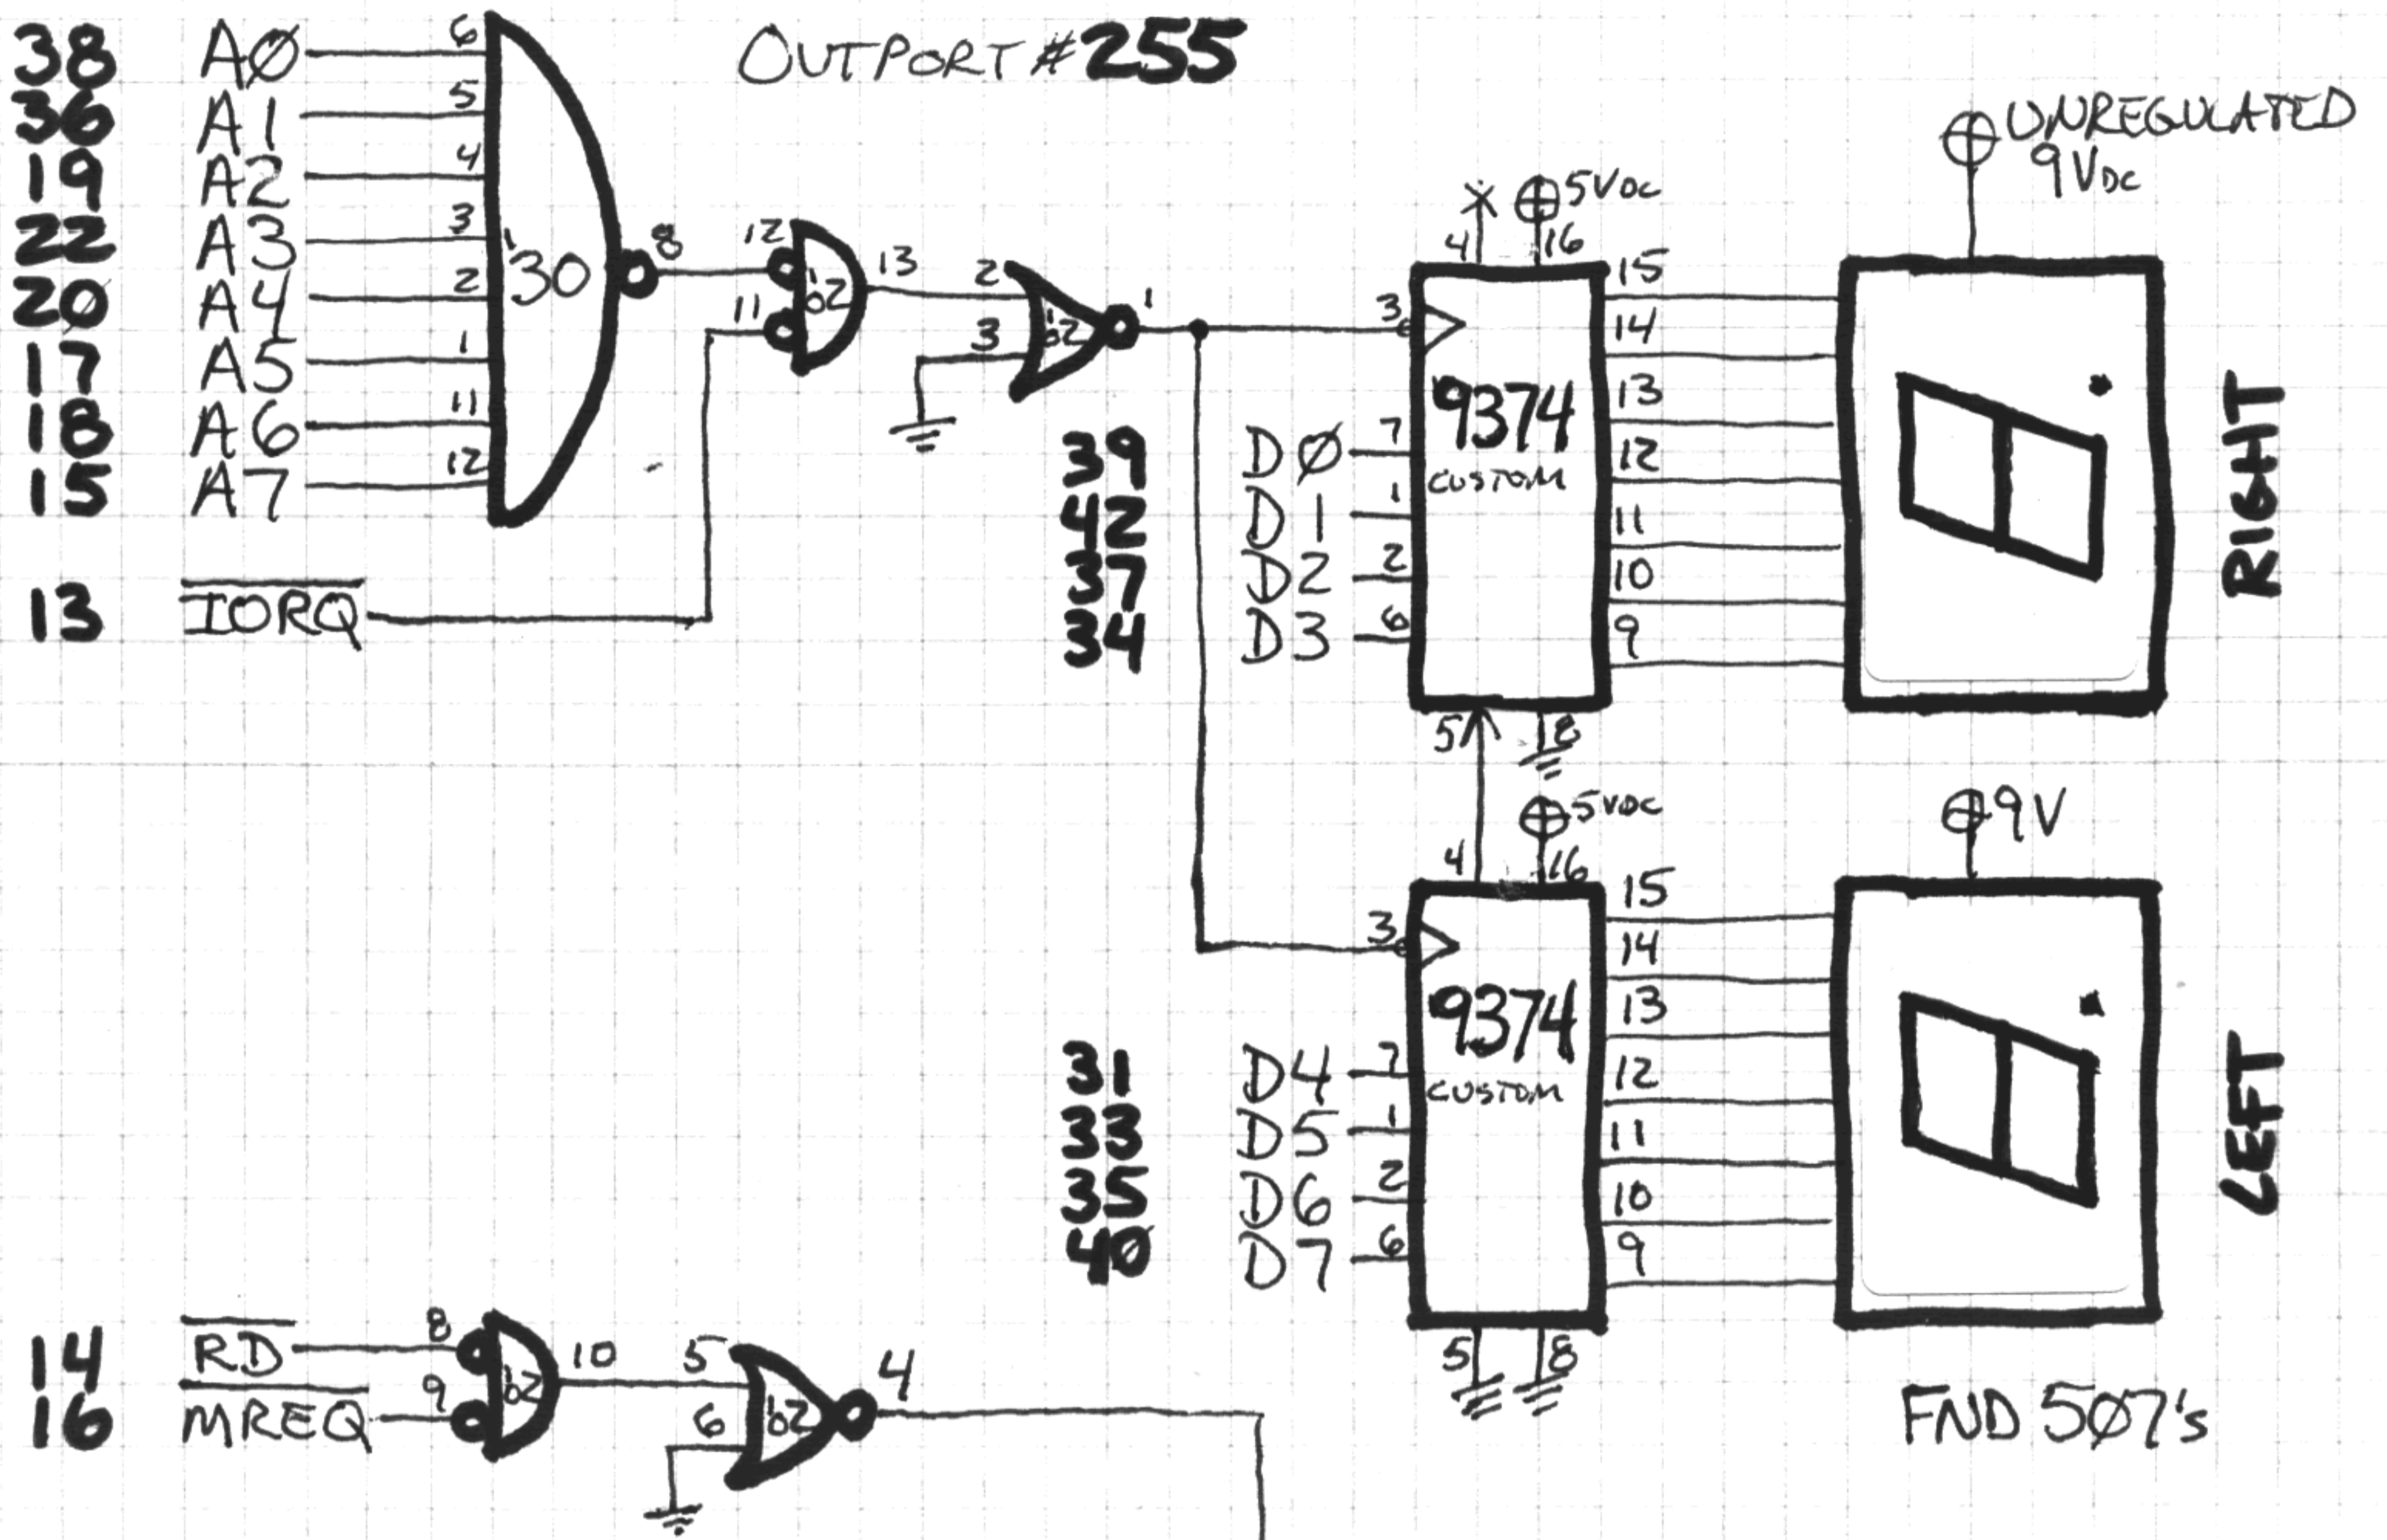 OUTPORT #255
38 AØ 6
36 A1 5
19 A2 4
22 A3 3
20 A4 2
17 A5 1
18 A6 11
15 A7 12
'30 8
12 11 '02 13
2 3 '02 1
13 IORQ
UNREGULATED
9VDC
4 5VDC 16
3
9374
CUSTOM
39 DØ 7
42 D1 1
37 D2 2
34 D3 6
15
14
13
12
11
10
9
5 8
RIGHT
4 5VDC 16
9V
3
9374
CUSTOM
31 D4 7
33 D5 1
35 D6 2
4Ø D7 6
15
14
13
12
11
10
9
5 8
LEFT
FND 5Ø7's
14 RD 8
16 MREQ 9
'02 10
5 6 '02 4